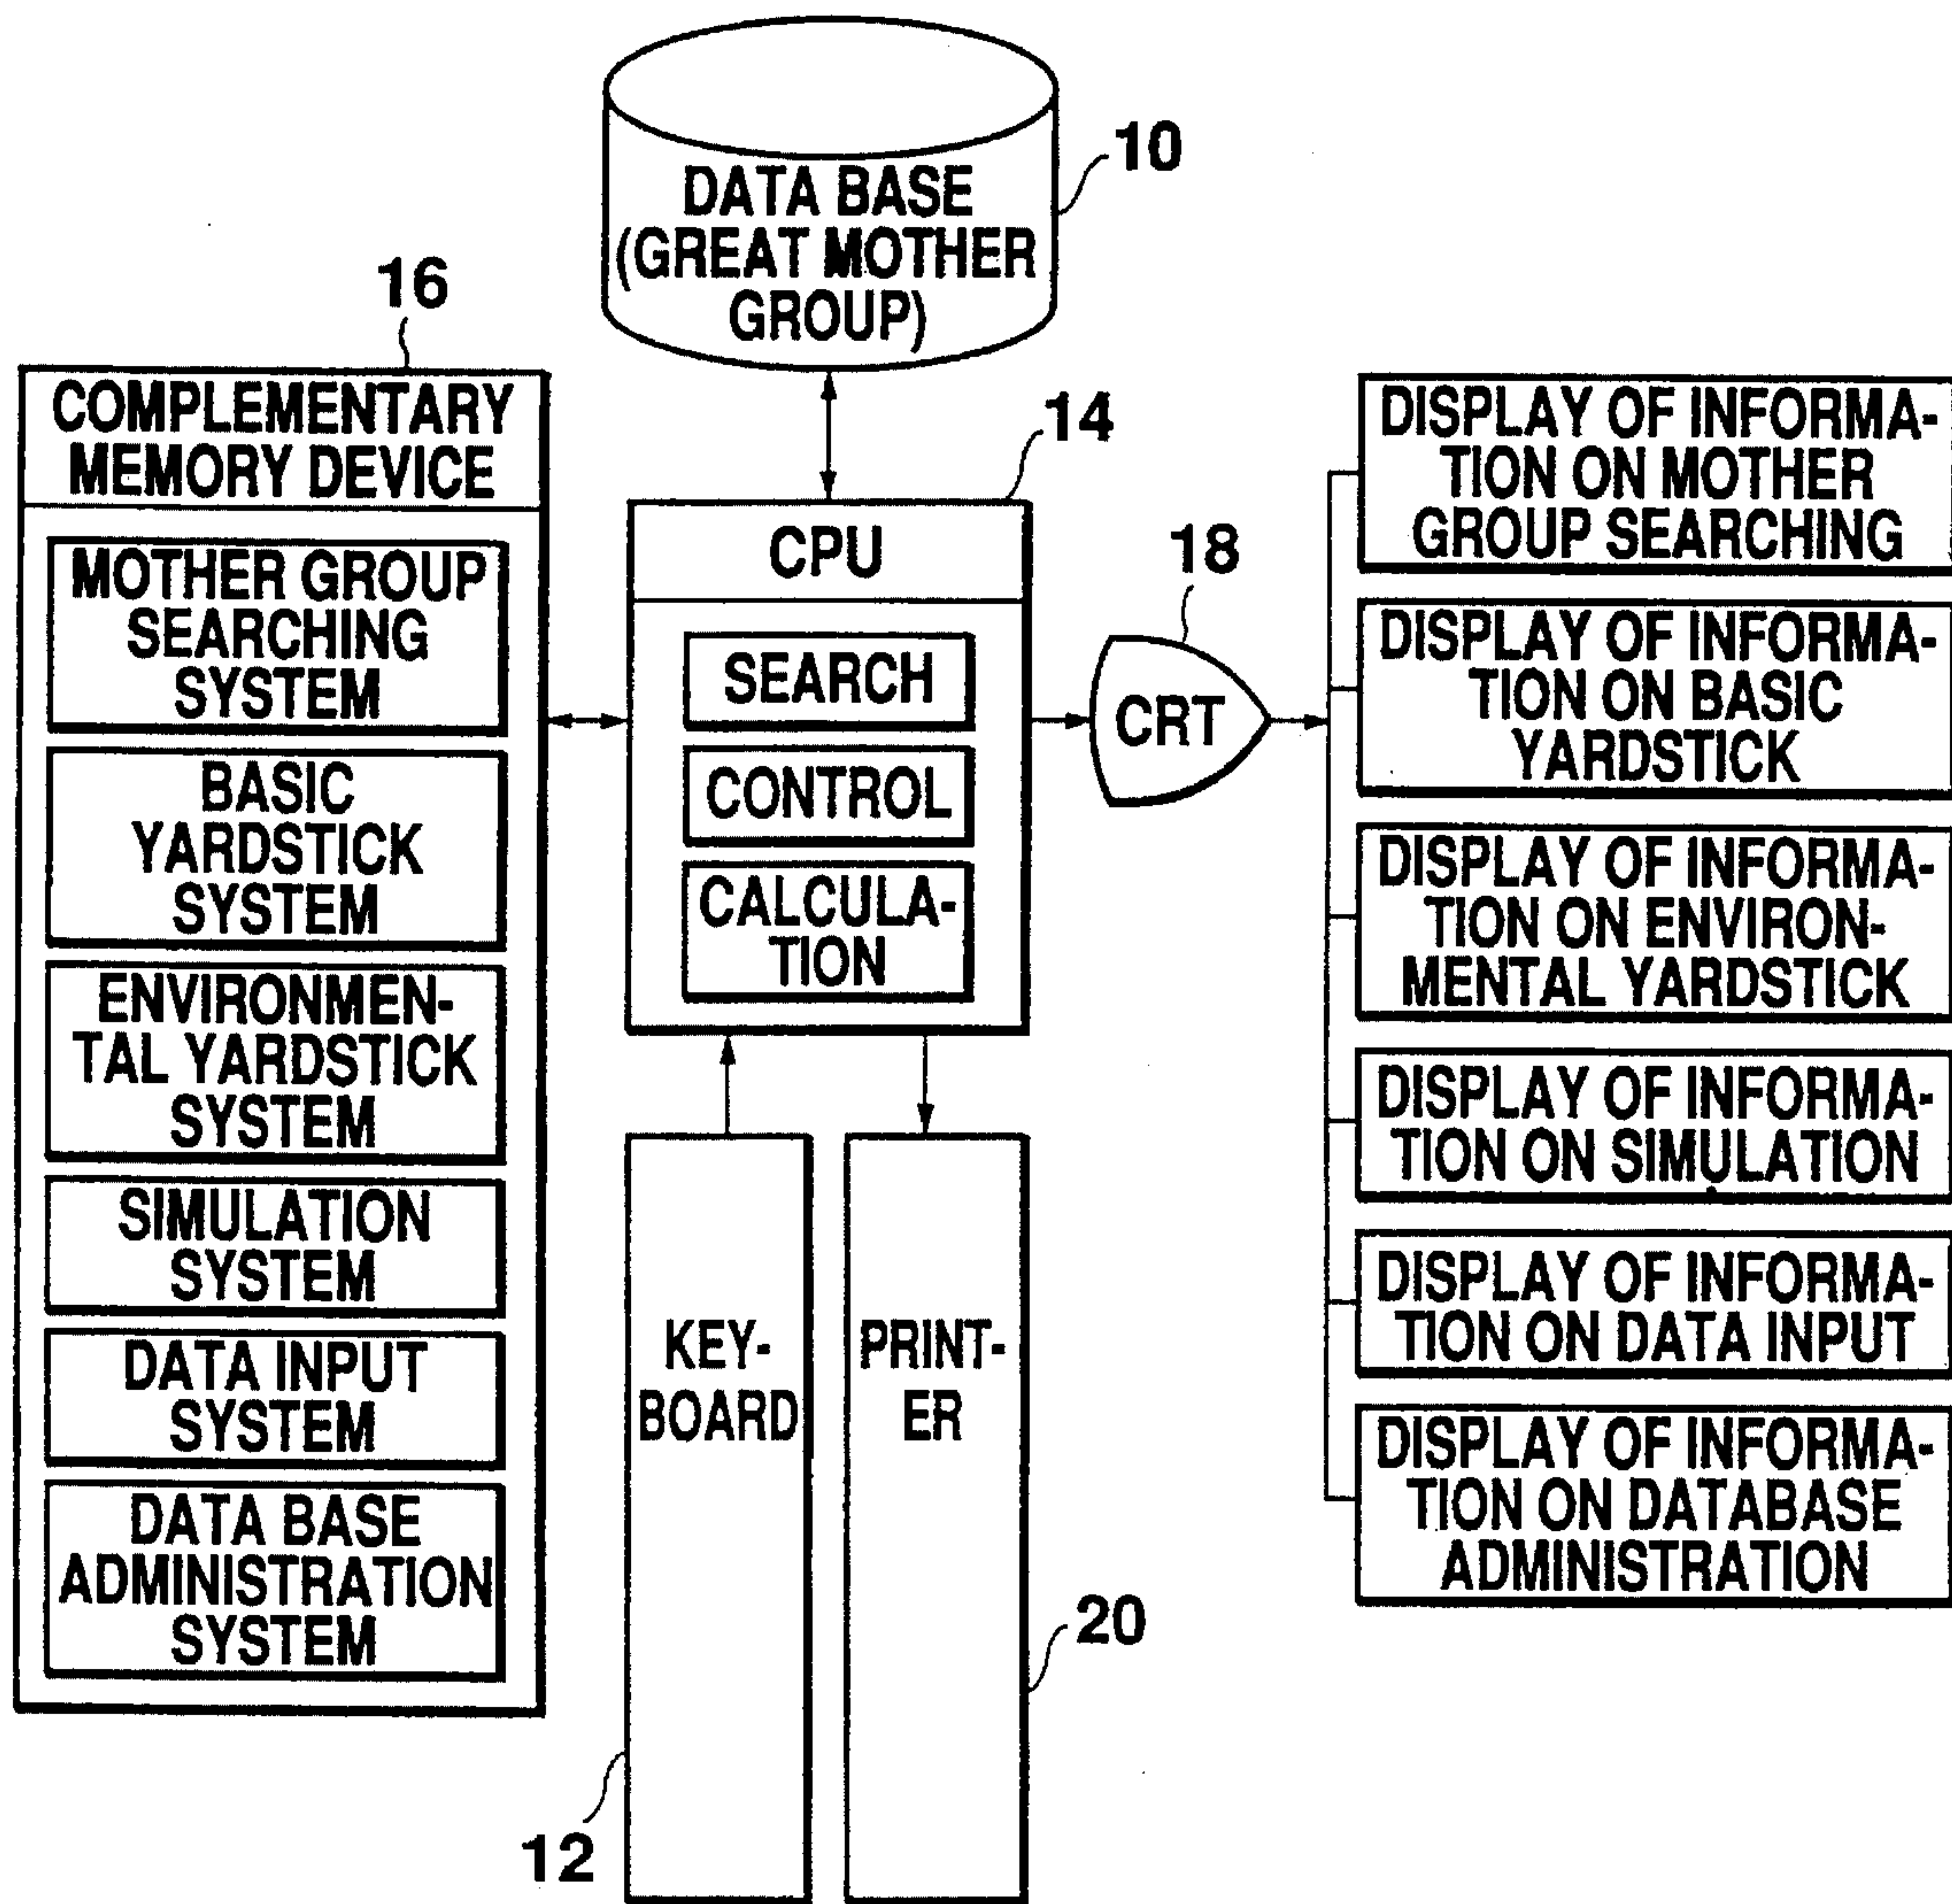 10
DATA BASE
(GREAT MOTHER
GROUP)
16
COMPLEMENTARY
MEMORY DEVICE
MOTHER GROUP
SEARCHING
SYSTEM
BASIC
YARDSTICK
SYSTEM
ENVIRONMEN-
TAL YARDSTICK
SYSTEM
SIMULATION
SYSTEM
DATA INPUT
SYSTEM
DATA BASE
ADMINISTRATION
SYSTEM
14
CPU
SEARCH
CONTROL
CALCULA-
TION
18
CRT
KEY-
BOARD
12
PRINT-
ER
20
DISPLAY OF INFORMA-
TION ON MOTHER
GROUP SEARCHING
DISPLAY OF INFORMA-
TION ON BASIC
YARDSTICK
DISPLAY OF INFORMA-
TION ON ENVIRON-
MENTAL YARDSTICK
DISPLAY OF INFORMA-
TION ON SIMULATION
DISPLAY OF INFORMA-
TION ON DATA INPUT
DISPLAY OF INFORMA-
TION ON DATABASE
ADMINISTRATION